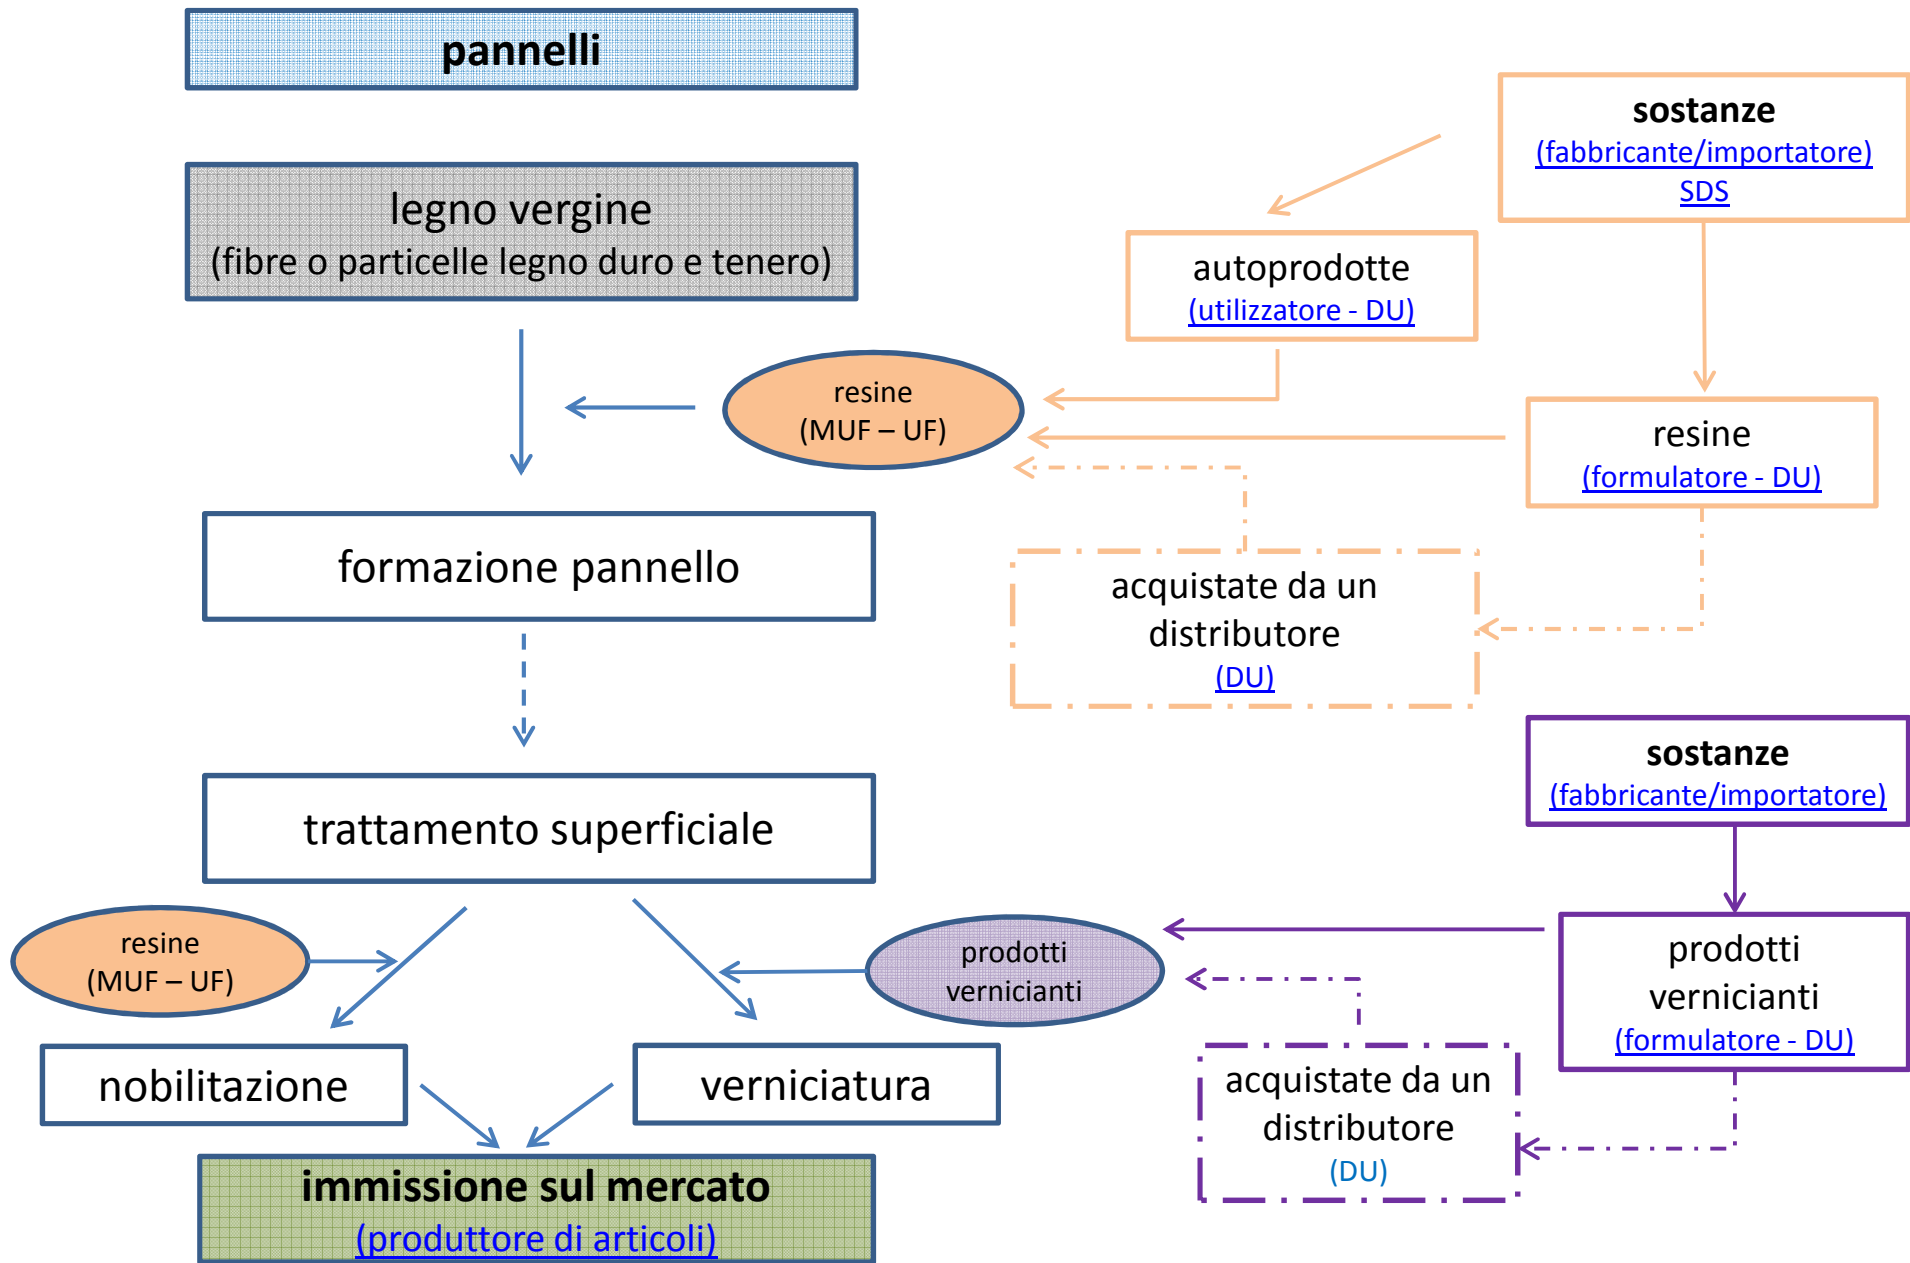 pannelli
sostanze
(fabbricante/importatore)
SDS
legno vergine
(fibre o particelle legno duro e tenero)
autoprodotte
(utilizzatore - DU)
resine
(MUF – UF)
resine
(formulatore - DU)
formazione pannello
acquistate da un
distributore
(DU)
sostanze
(fabbricante/importatore)
trattamento superficiale
resine
(MUF – UF)
prodotti
vernicianti
prodotti
vernicianti
(formulatore - DU)
nobilitazione
verniciatura
acquistate da un
distributore
(DU)
immissione sul mercato
(produttore di articoli)